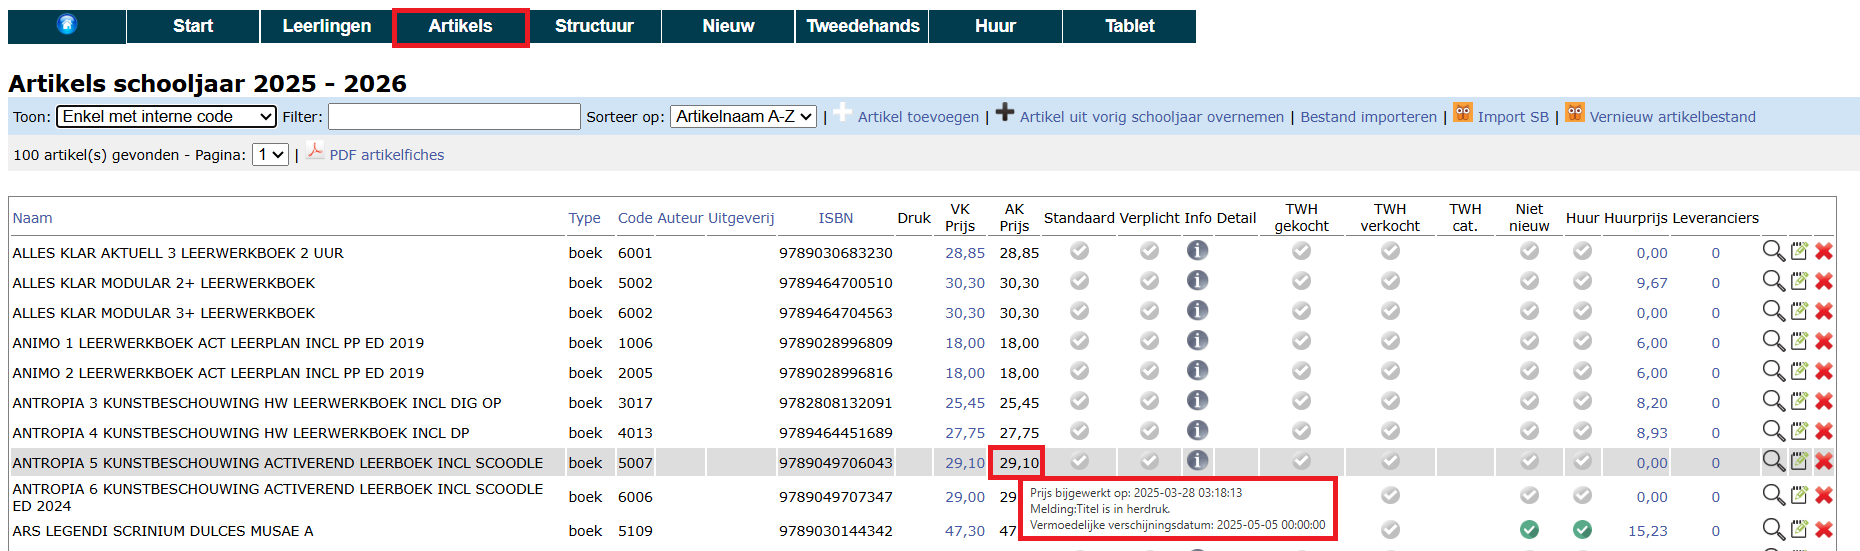 Start Leerlingen Artikels Structuur Nieuw Tweedehands Huur Tablet
Artikels schooljaar 2025 - 2026
Toon: Enkel met interne code Filter: Sorteer op: Artikelnaam A-Z | Artikel toevoegen | Artikel uit vorig schooljaar overnemen | Bestand importeren | Import SB | Vernieuw artikelbestand
100 artikel(s) gevonden - Pagina: 1 | PDF artikelfiches
Naam Type Code Auteur Uitgeverij ISBN Druk VK Prijs AK Prijs Standaard Verplicht Info Detail TWH gekocht TWH verkocht TWH cat. Niet nieuw Huur Huurprijs Leveranciers
ALLES KLAR AKTUELL 3 LEERWERKBOEK 2 UUR boek 6001 9789030683230 28,85 28,85 0,00 0
ALLES KLAR MODULAR 2+ LEERWERKBOEK boek 5002 9789464700510 30,30 30,30 9,67 0
ALLES KLAR MODULAR 3+ LEERWERKBOEK boek 6002 9789464704563 30,30 30,30 0,00 0
ANIMO 1 LEERWERKBOEK ACT LEERPLAN INCL PP ED 2019 boek 1006 9789028996809 18,00 18,00 6,00 0
ANIMO 2 LEERWERKBOEK ACT LEERPLAN INCL PP ED 2019 boek 2005 9789028996816 18,00 18,00 6,00 0
ANTROPIA 3 KUNSTBESCHOUWING HW LEERWERKBOEK INCL DIG OP boek 3017 9782808132091 25,45 25,45 8,20 0
ANTROPIA 4 KUNSTBESCHOUWING HW LEERWERKBOEK INCL DP boek 4013 9789464451689 27,75 27,75 8,93 0
ANTROPIA 5 KUNSTBESCHOUWING ACTIVEREND LEERBOEK INCL SCOODLE boek 5007 9789049706043 29,10 29,10 0,00 0
ANTROPIA 6 KUNSTBESCHOUWING ACTIVEREND LEERBOEK INCL SCOODLE
ED 2024 boek 6006 9789049707347 29,00 29 0,00 0
Prijs bijgewerkt op: 2025-03-28 03:18:13
Melding:Titel is in herdruk.
Vermoedelijke verschijningsdatum: 2025-05-05 00:00:00
ARS LEGENDI SCRINIUM DULCES MUSAE A boek 5109 9789030144342 47,30 47 15,23 0